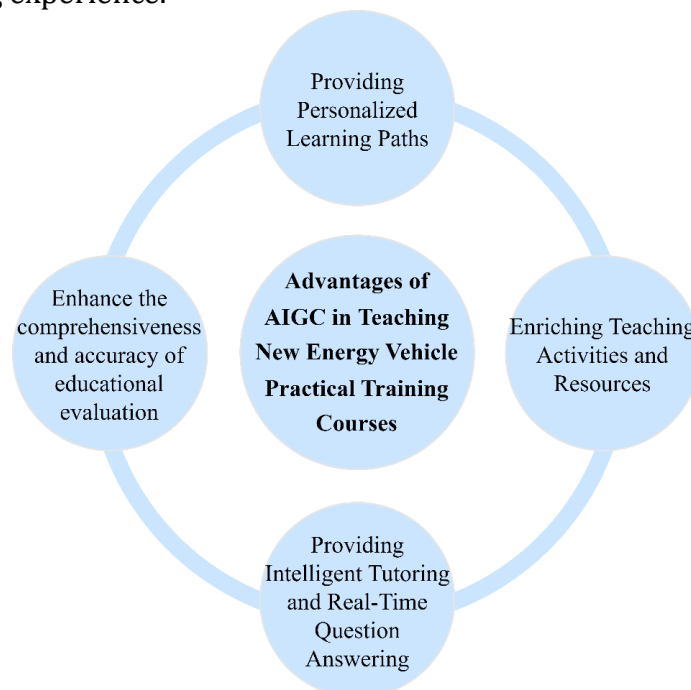 experience.
Providing
Personalized
Learning Paths
Advantages of
AIGC in Teaching
New Energy Vehicle
Practical Training
Courses
Enhance the
comprehensiveness
and accuracy of
educational
evaluation
Enriching Teaching
Activities and
Resources
Providing
Intelligent Tutoring
and Real-Time
Question
Answering